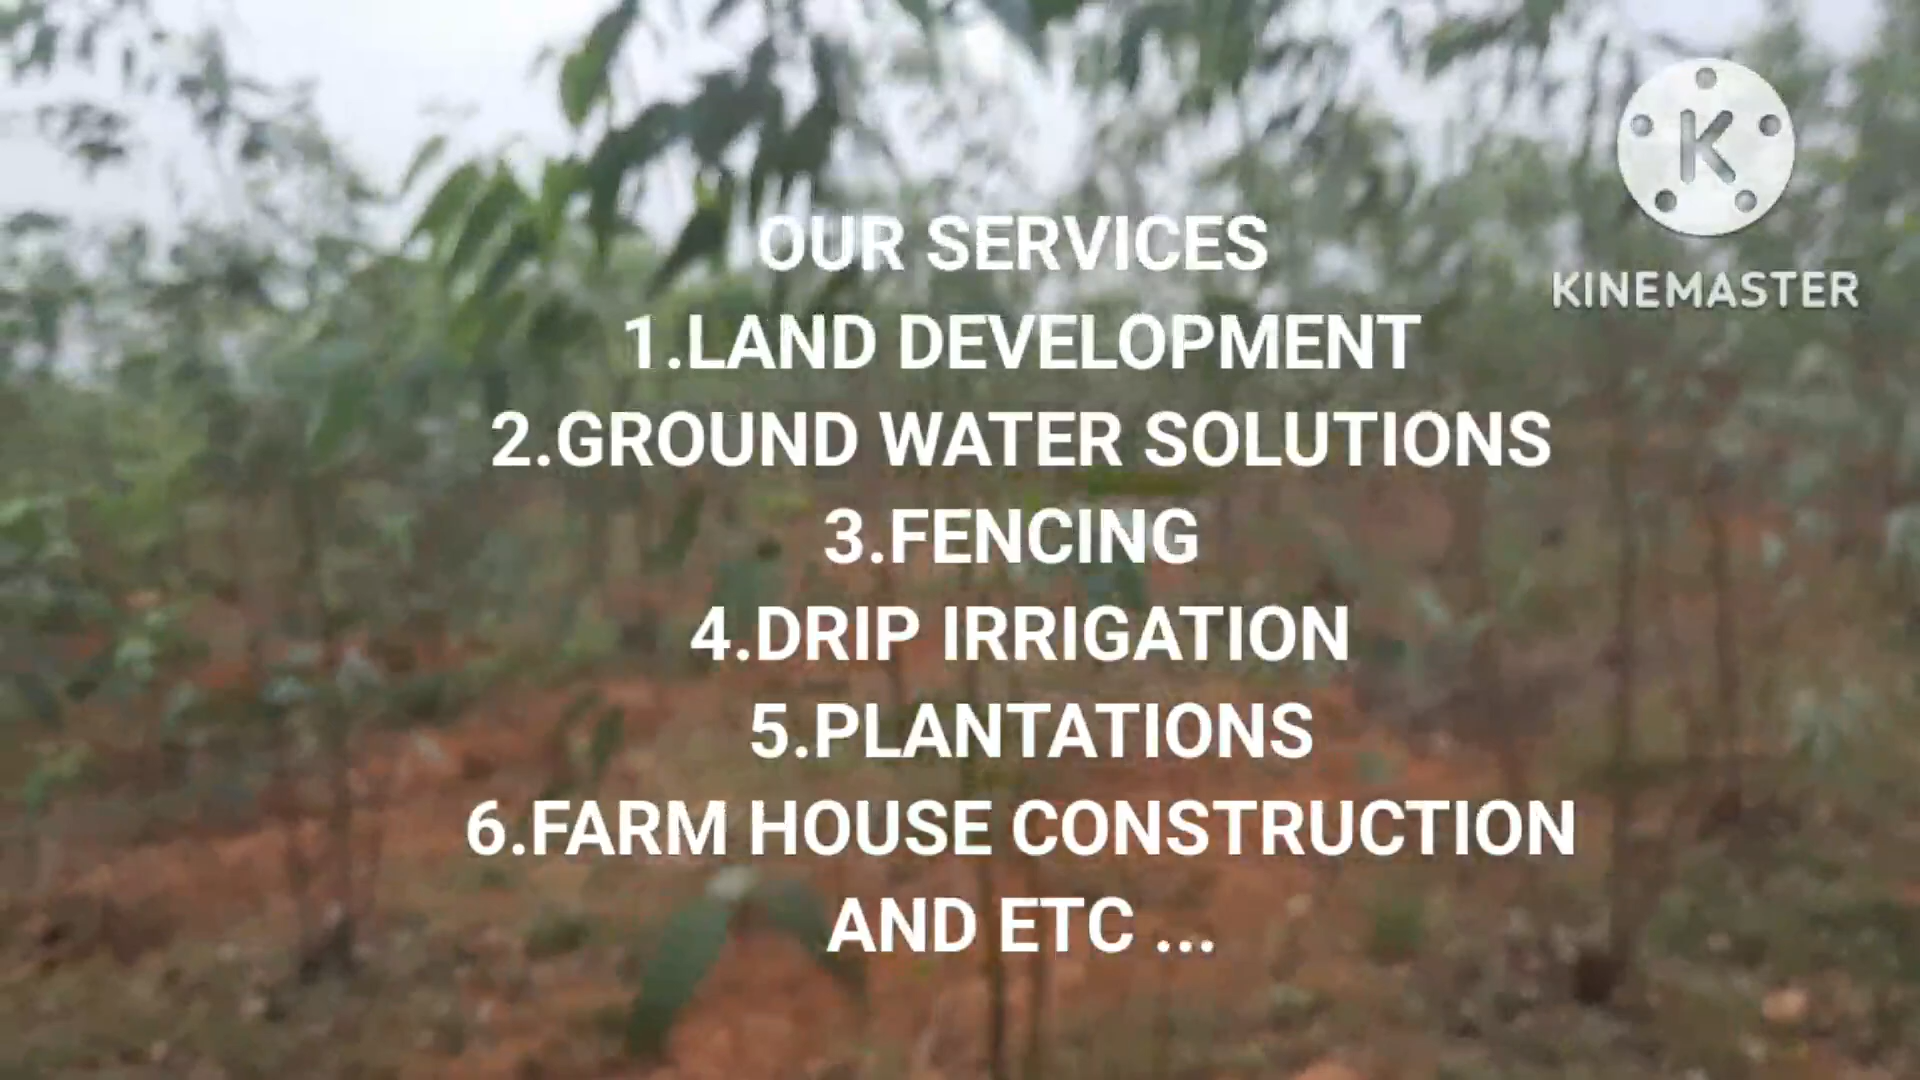 K
KINEMASTER
OUR SERVICES
1.LAND DEVELOPMENT
2.GROUND WATER SOLUTIONS
3.FENCING
4.DRIP IRRIGATION
5.PLANTATIONS
6.FARM HOUSE CONSTRUCTION
AND ETC ...